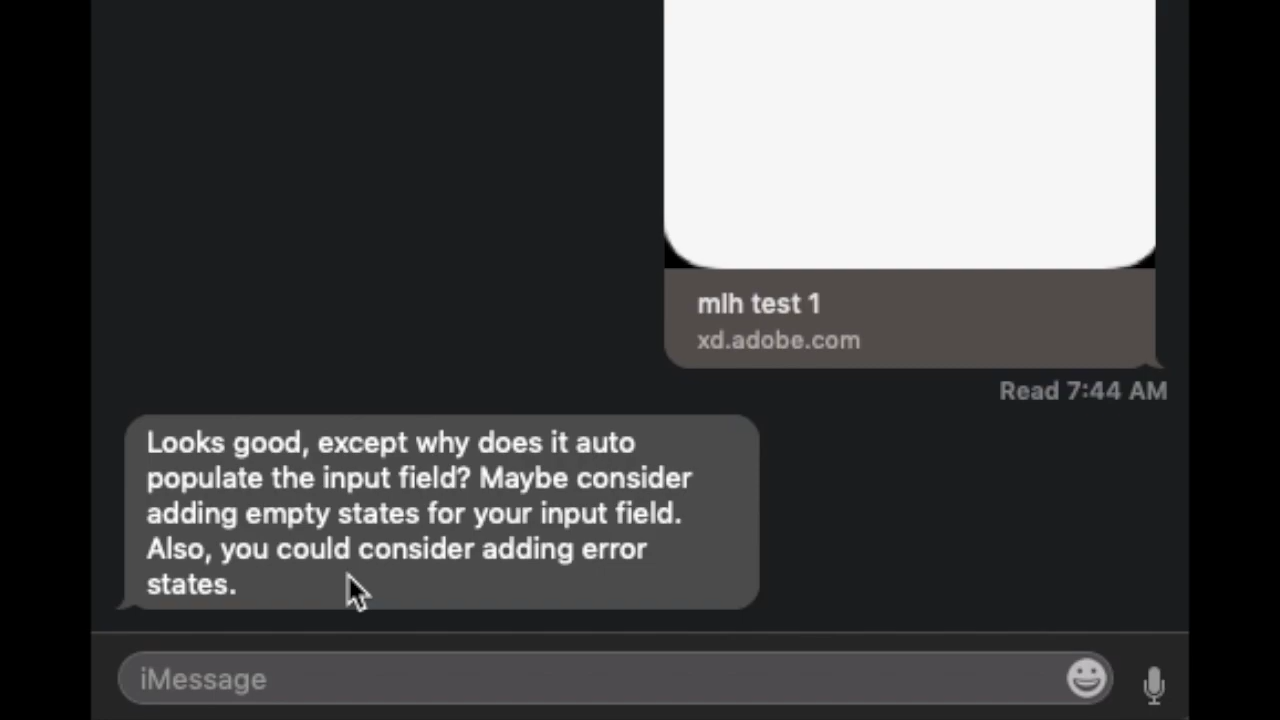 mlh test 1
xd.adobe.com
Read 7:44 AM
Looks good, except why does it auto
populate the input field? Maybe consider
adding empty states for your input field.
Also, you could consider adding error
states.
iMessage